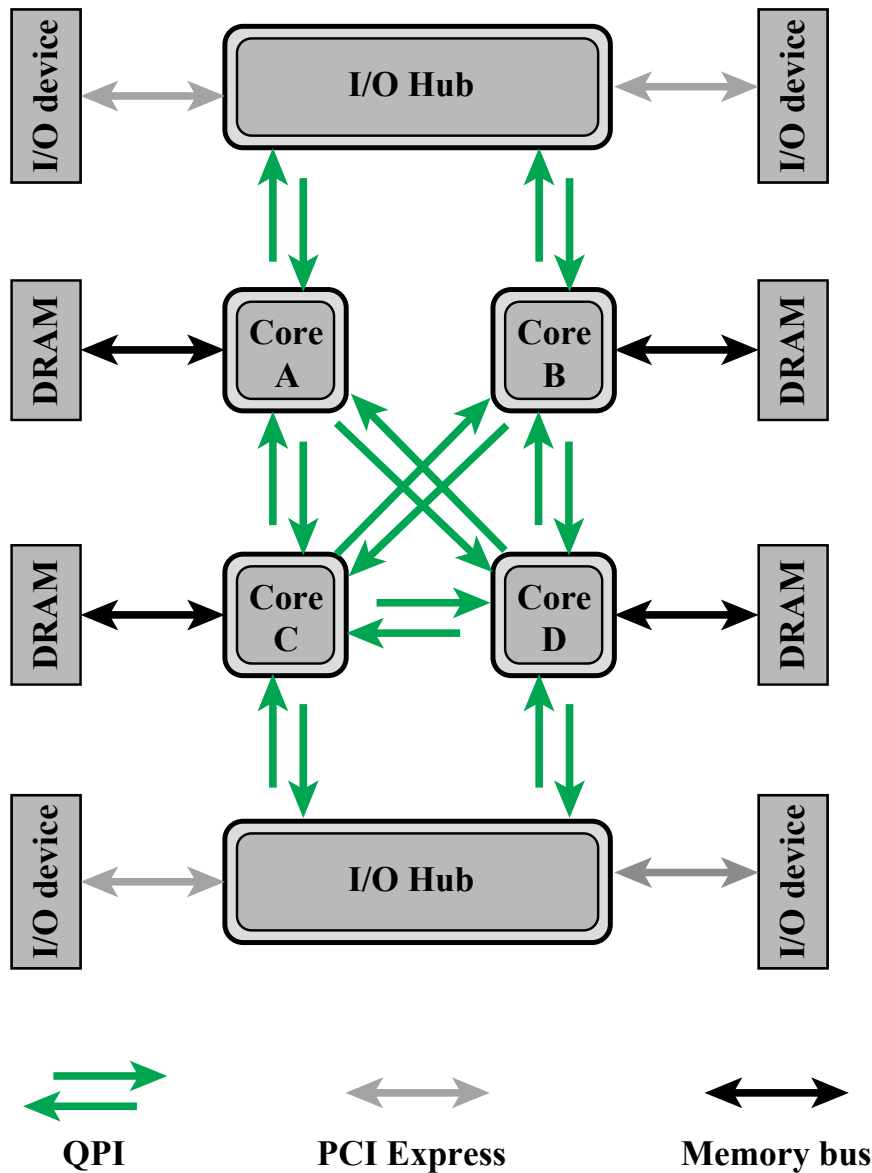 I/O device
I/O Hub
I/O device
DRAM
Core
A
Core
B
DRAM
DRAM
Core
C
Core
D
DRAM
I/O device
I/O Hub
I/O device
QPI
PCI Express
Memory bus